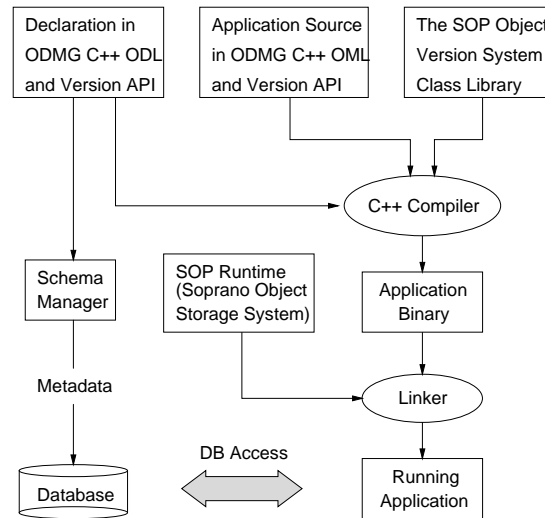 Declaration in
ODMG C++ ODL
and Version API
Application Source
in ODMG C++ OML
and Version API
The SOP Object
Version System
Class Library
C++ Compiler
Schema
Manager
SOP Runtime
(Soprano Object
Storage System)
Application
Binary
Metadata
Linker
DB Access
Database
Running
Application